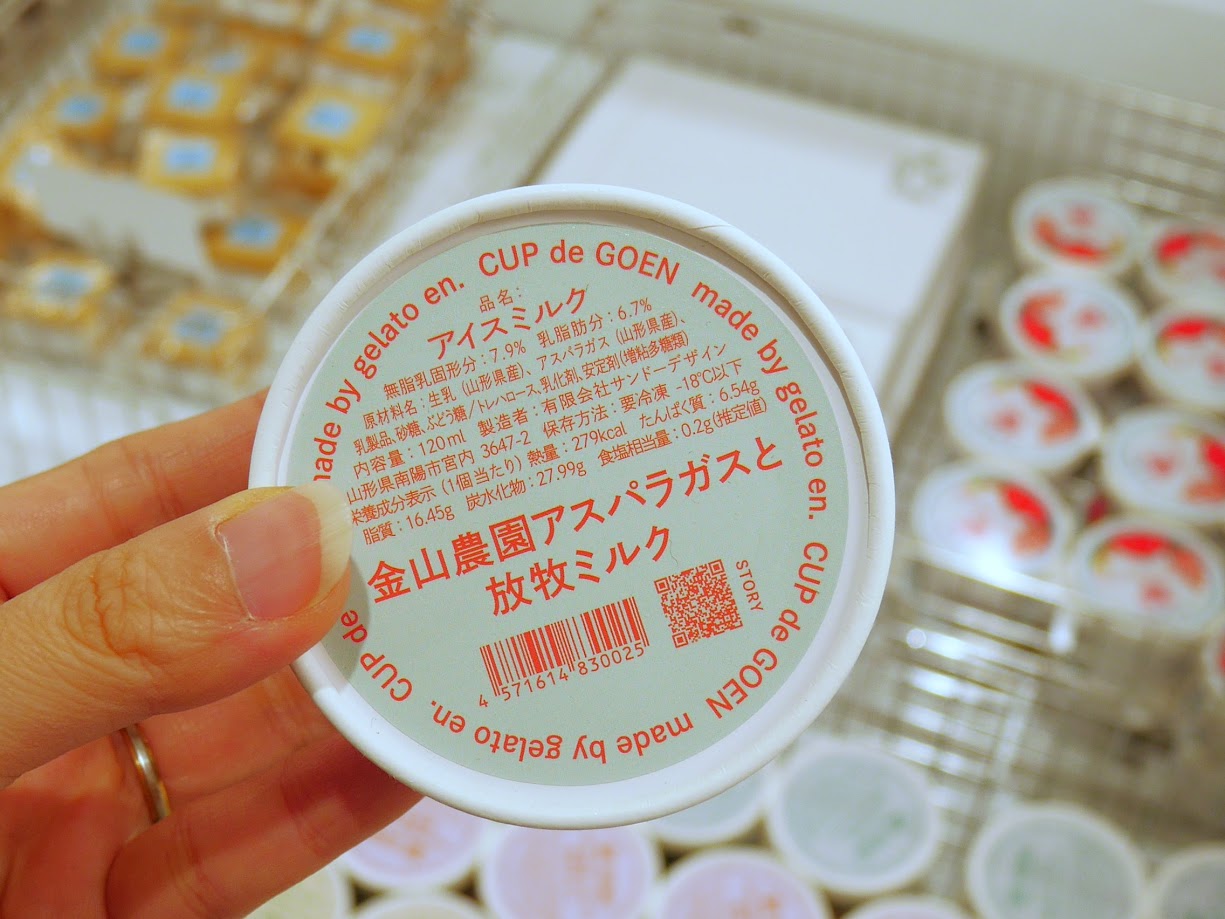 CUP de GOEN made by gelato en. CUP de GOEN made by gelato en. CUP de made by gelato en.
品名:
アイスミルク
無脂乳固形分:7.9% 乳脂肪分:6.7%
原材料名:生乳(山形県産)、アスパラガス(山形県産)、
乳製品、砂糖、ぶどう糖/トレハロース、乳化剤、安定剤(増粘多糖類)
内容量:120ml 製造者:有限会社サンドーデザイン
山形県南陽市宮内 3647-2 保存方法:要冷凍 -18℃以下
栄養成分表示(1個当たり)熱量:279kcal たんぱく質:6.54g
脂質:16.45g 炭水化物:27.99g 食塩相当量:0.2g(推定値)
金山農園アスパラガスと
放牧ミルク
STORY
4 571614 830025